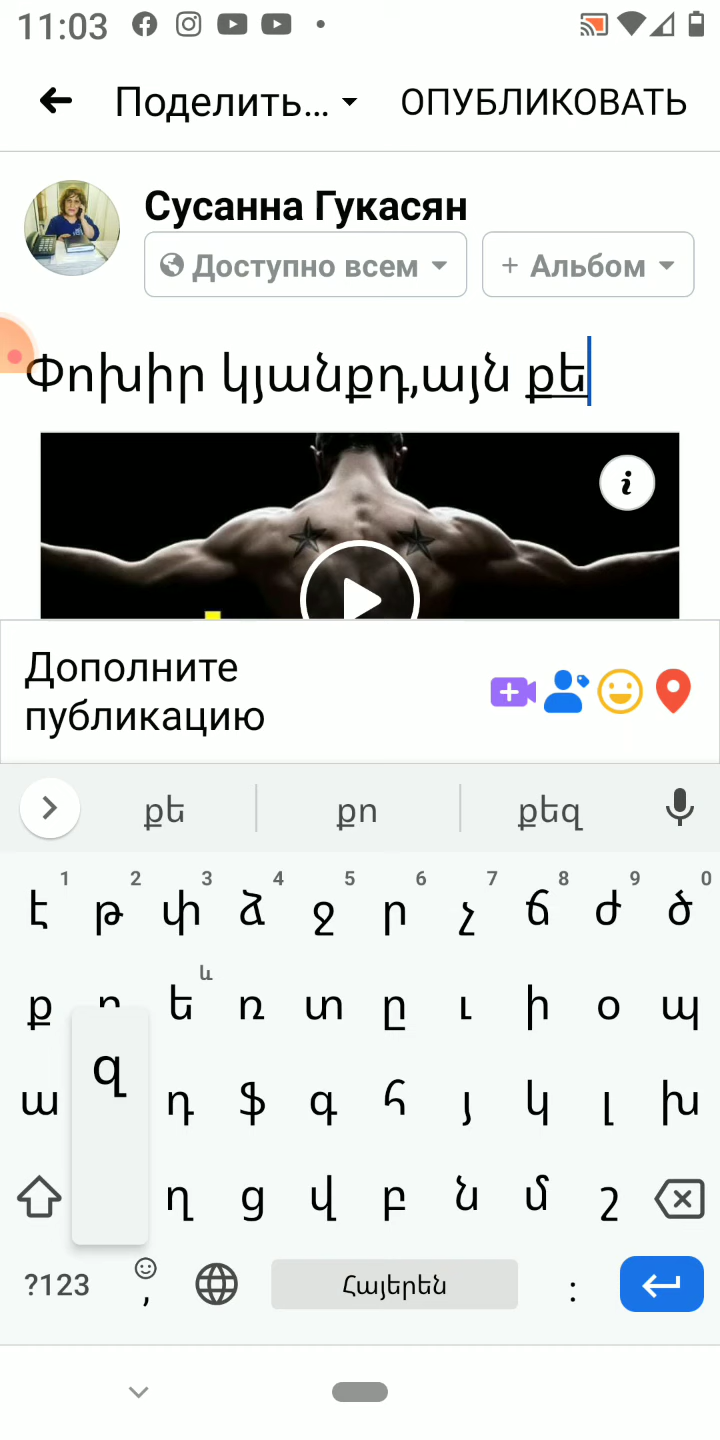 11:03
Поделить... ОПУБЛИКОВАТЬ
Сусанна Гукасян
Доступно всем + Альбом
Փոխիր կյանքդ,այն քե
i
Дополните
публикацию
քե քո քեզ
1 2 3 4 5 6 7 8 9 0
է թ փ ձ ջ ր չ ճ ժ ծ
և
ք ե ռ տ ը ւ ի օ պ
զ
ա դ ֆ գ հ յ կ լ խ
ղ ց վ բ ն մ շ
?123 , Հայերեն :